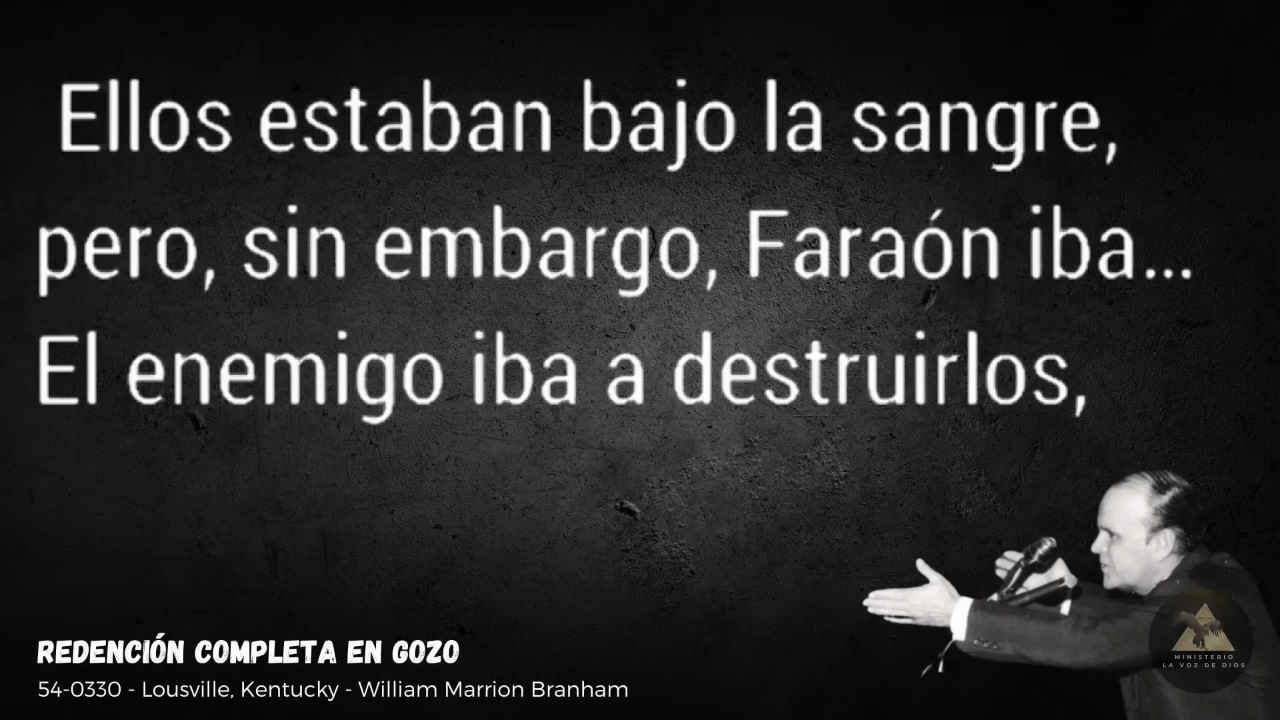 Ellos estaban bajo la sangre,
pero, sin embargo, Faraón iba...
El enemigo iba a destruirlos,
REDENCIÓN COMPLETA EN GOZO
54-0330 - Lousville, Kentucky - William Marrion Branham
MINISTERIO
LA VOZ DE DIOS